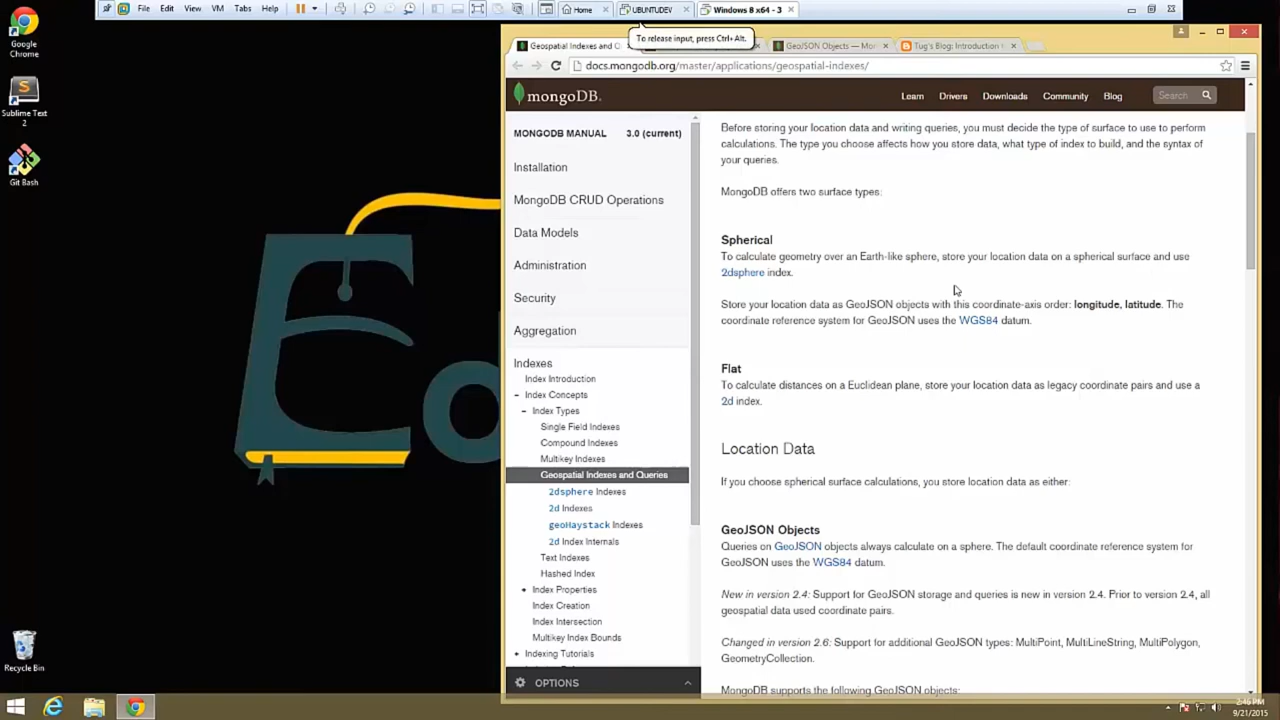 File Edit View VM Tabs Help
Home
UBUNTUDEV
Windows 8 x64 - 3
To release input, press Ctrl+Alt.
Google
Chrome
Sublime Text
2
Git Bash
Recycle Bin
Eo
Geospatial Indexes and Q
GeoJSON Objects — Mon
Tug's Blog: Introduction t
docs.mongodb.org/master/applications/geospatial-indexes/
mongoDB.
Learn Drivers Downloads Community Blog Search
MONGODB MANUAL 3.0 (current)
Installation
MongoDB CRUD Operations
Data Models
Administration
Security
Aggregation
Indexes
Index Introduction
Index Concepts
Index Types
Single Field Indexes
Compound Indexes
Multikey Indexes
Geospatial Indexes and Queries
2dsphere Indexes
2d Indexes
geoHaystack Indexes
2d Index Internals
Text Indexes
Hashed Index
Index Properties
Index Creation
Index Intersection
Multikey Index Bounds
Indexing Tutorials
OPTIONS
Before storing your location data and writing queries, you must decide the type of surface to use to perform
calculations. The type you choose affects how you store data, what type of index to build, and the syntax of
your queries.
MongoDB offers two surface types:
Spherical
To calculate geometry over an Earth-like sphere, store your location data on a spherical surface and use
2dsphere index.
Store your location data as GeoJSON objects with this coordinate-axis order: longitude, latitude. The
coordinate reference system for GeoJSON uses the WGS84 datum.
Flat
To calculate distances on a Euclidean plane, store your location data as legacy coordinate pairs and use a
2d index.
Location Data
If you choose spherical surface calculations, you store location data as either:
GeoJSON Objects
Queries on GeoJSON objects always calculate on a sphere. The default coordinate reference system for
GeoJSON uses the WGS84 datum.
New in version 2.4: Support for GeoJSON storage and queries is new in version 2.4. Prior to version 2.4, all
geospatial data used coordinate pairs.
Changed in version 2.6: Support for additional GeoJSON types: MultiPoint, MultiLineString, MultiPolygon,
GeometryCollection.
MongoDB supports the following GeoJSON objects:
2:46 PM
9/21/2015